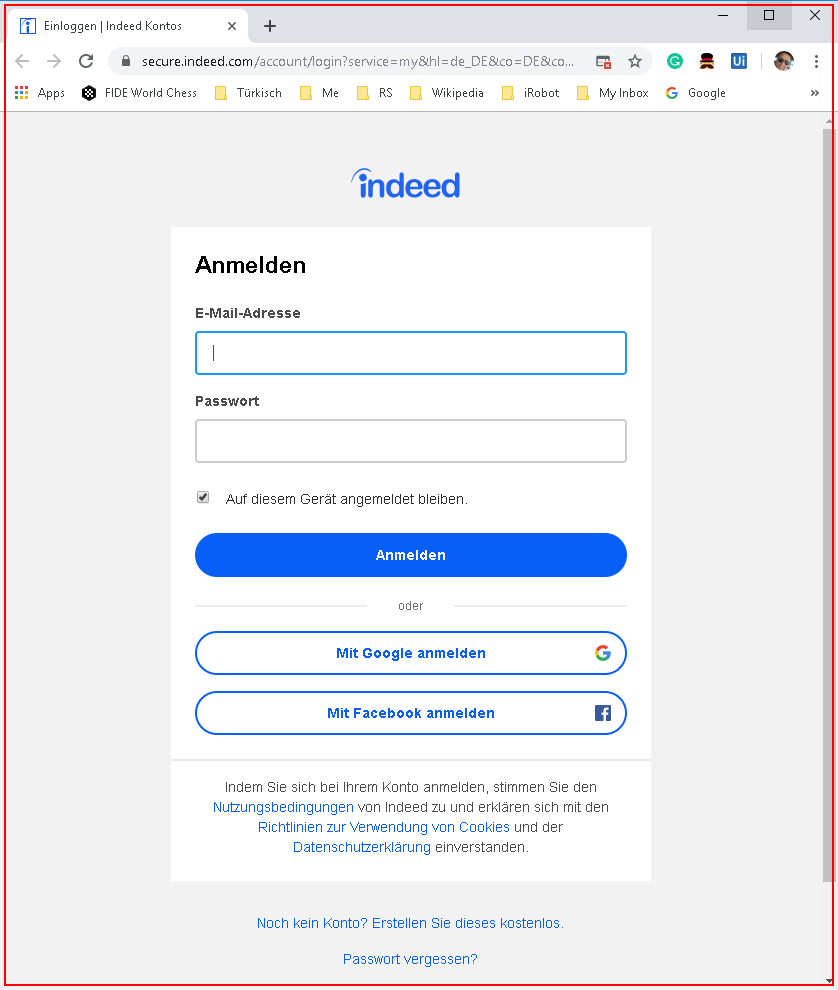 Einloggen | Indeed Kontos
secure.indeed.com/account/login?service=my&hl=de_DE&co=DE&co...
Apps FIDE World Chess Türkisch Me RS Wikipedia iRobot My Inbox Google »
indeed
Anmelden
E-Mail-Adresse
Passwort
Auf diesem Gerät angemeldet bleiben.
Anmelden
oder
Mit Google anmelden
Mit Facebook anmelden
Indem Sie sich bei Ihrem Konto anmelden, stimmen Sie den
Nutzungsbedingungen von Indeed zu und erklären sich mit den
Richtlinien zur Verwendung von Cookies und der
Datenschutzerklärung einverstanden.
Noch kein Konto? Erstellen Sie dieses kostenlos.
Passwort vergessen?